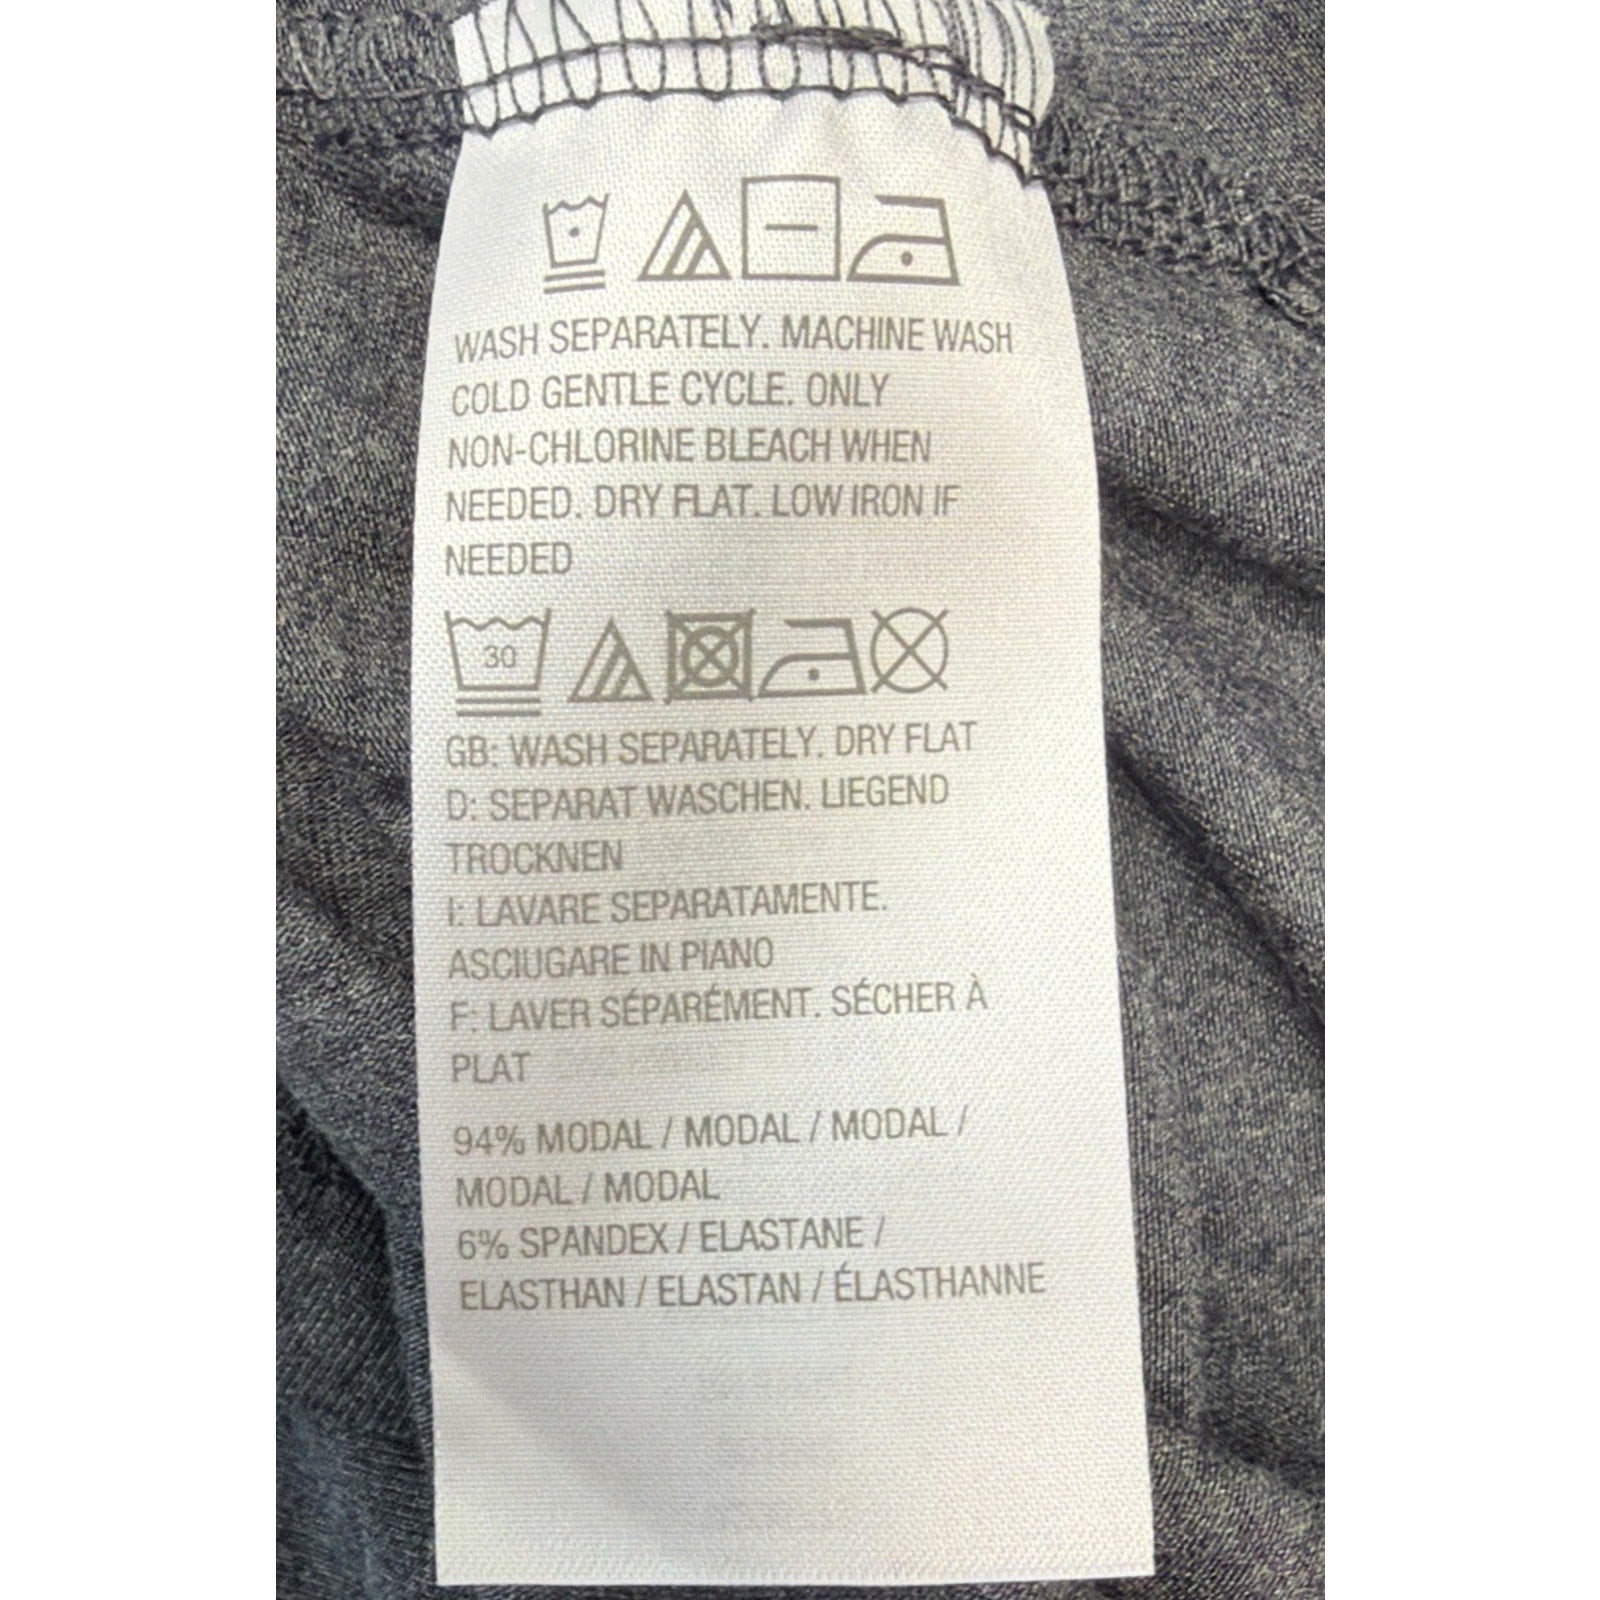 WASH SEPARATELY. MACHINE WASH
COLD GENTLE CYCLE. ONLY
NON-CHLORINE BLEACH WHEN
NEEDED. DRY FLAT. LOW IRON IF
NEEDED
30
GB: WASH SEPARATELY. DRY FLAT
D: SEPARAT WASCHEN. LIEGEND
TROCKNEN
I: LAVARE SEPARATAMENTE.
ASCIUGARE IN PIANO
F: LAVER SÉPARÉMENT. SÉCHER À
PLAT
94% MODAL / MODAL / MODAL /
MODAL / MODAL
6% SPANDEX / ELASTANE /
ELASTHAN / ELASTAN / ÉLASTHANNE